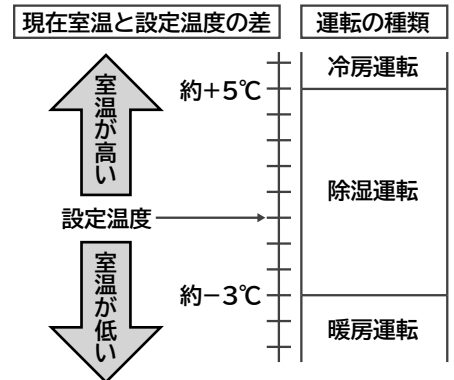 現在室温と設定温度の差
運転の種類
室温が高い
約+5℃
設定温度
約−3℃
室温が低い
冷房運転
除湿運転
暖房運転